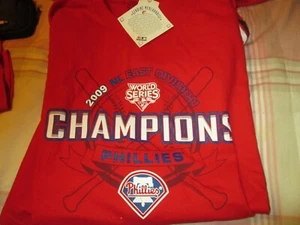 2009 NL EAST DIVISION
WORLD
SERIES
CHAMPIONS
PHILLIES
Phillies